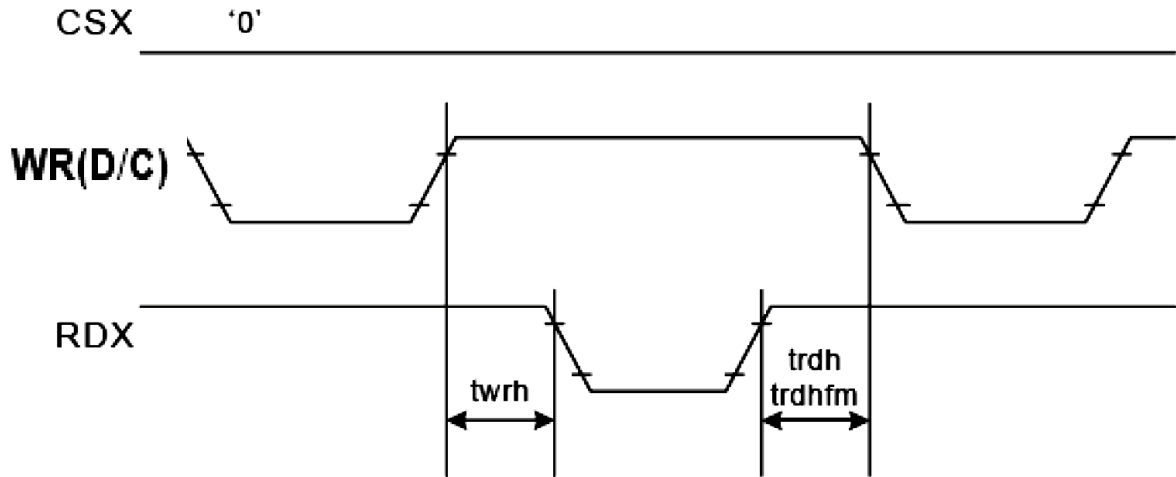 CSX ‘0’
WR(D/C)
RDX
twrh
trdh
trdhfm